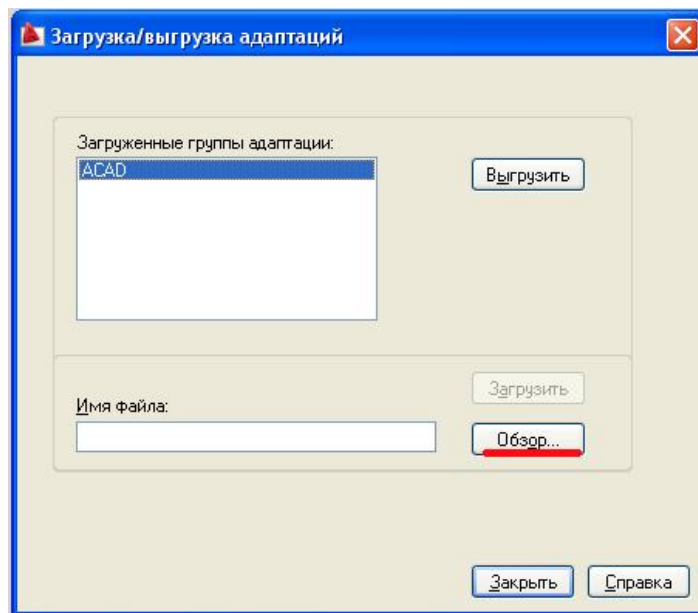 Загрузка/выгрузка адаптаций
Загруженные группы адаптации:
ACAD
Выгрузить
Загрузить
Имя файла:
Обзор...
Закрыть
Справка